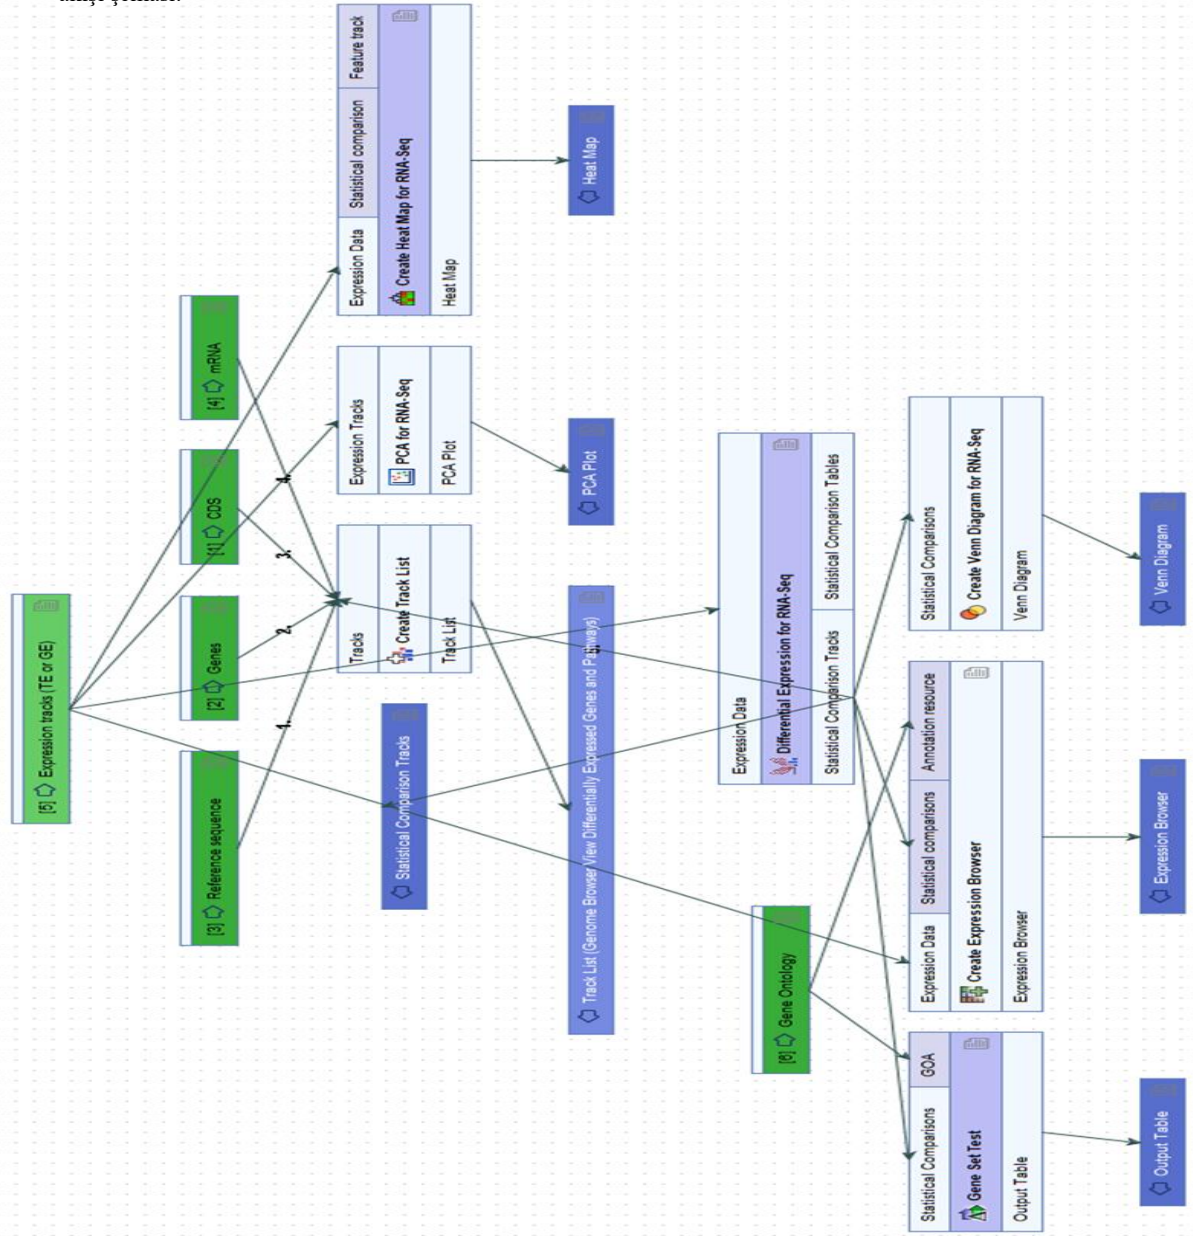 [5] Expression tracks (TE or GE)
[3] Reference sequence
[2] Genes
[1] CDS
[4] mRNA
1.
2.
3.
4.
Statistical Comparison Tracks
Tracks
Create Track List
Track List
Expression Tracks
PCA for RNA-Seq
PCA Plot
Expression Data
Statistical comparison
Feature track
Create Heat Map for RNA-Seq
Heat Map
Track List (Genome Browser View Differentially Expressed Genes and Pathways)
PCA Plot
Heat Map
Expression Data
Differential Expression for RNA-Seq
Statistical Comparison Tracks
Statistical Comparison Tables
[6] Gene Ontology
Statistical Comparisons
GOA
Gene Set Test
Output Table
Expression Data
Statistical comparisons
Annotation resource
Create Expression Browser
Expression Browser
Statistical Comparisons
Create Venn Diagram for RNA-Seq
Venn Diagram
Output Table
Expression Browser
Venn Diagram